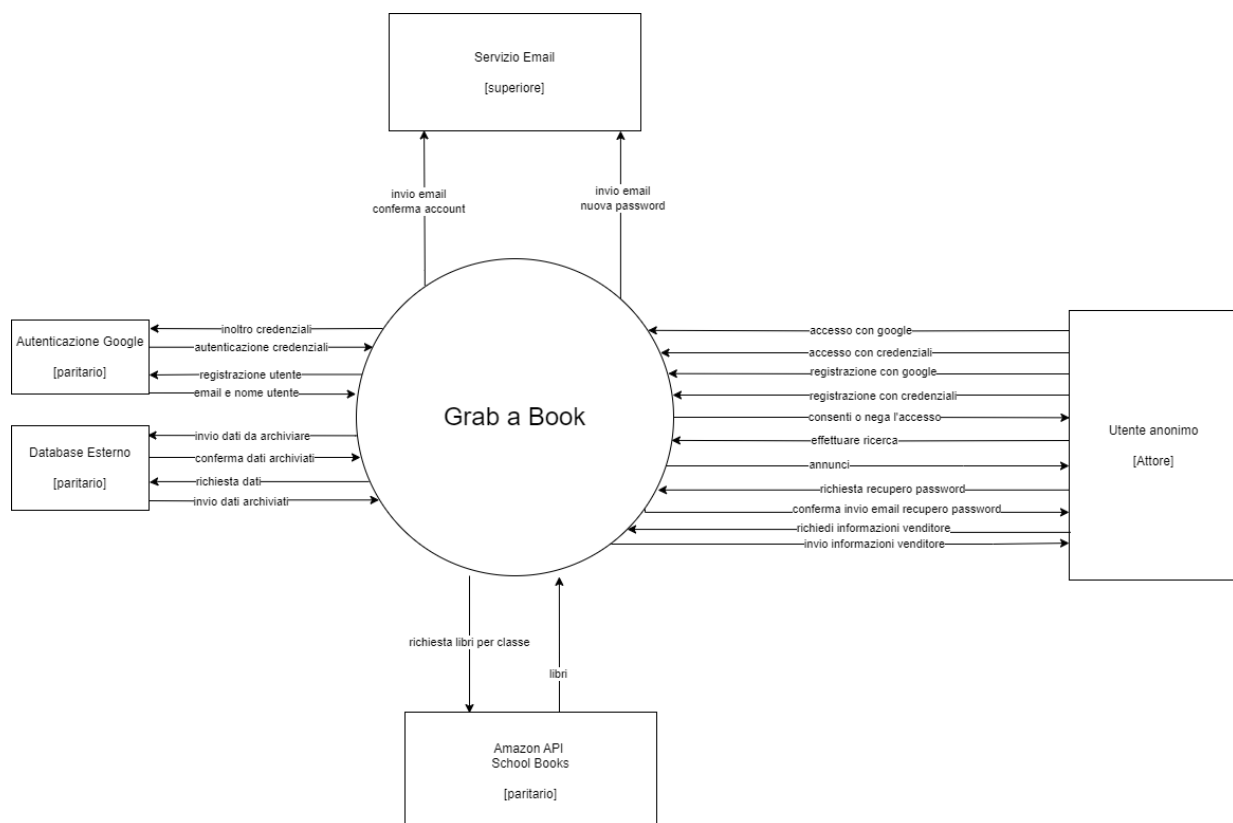 Servizio Email
[superiore]
invio email
conferma account
invio email
nuova password
Autenticazione Google
[paritario]
inoltro credenziali
autenticazione credenziali
registrazione utente
email e nome utente
Database Esterno
[paritario]
invio dati da archiviare
conferma dati archiviati
richiesta dati
invio dati archiviati
Grab a Book
accesso con google
accesso con credenziali
registrazione con google
registrazione con credenziali
consenti o nega l'accesso
effettuare ricerca
annunci
richiesta recupero password
conferma invio email recupero password
richiedi informazioni venditore
invio informazioni venditore
Utente anonimo
[Attore]
richiesta libri per classe
libri
Amazon API
School Books
[paritario]